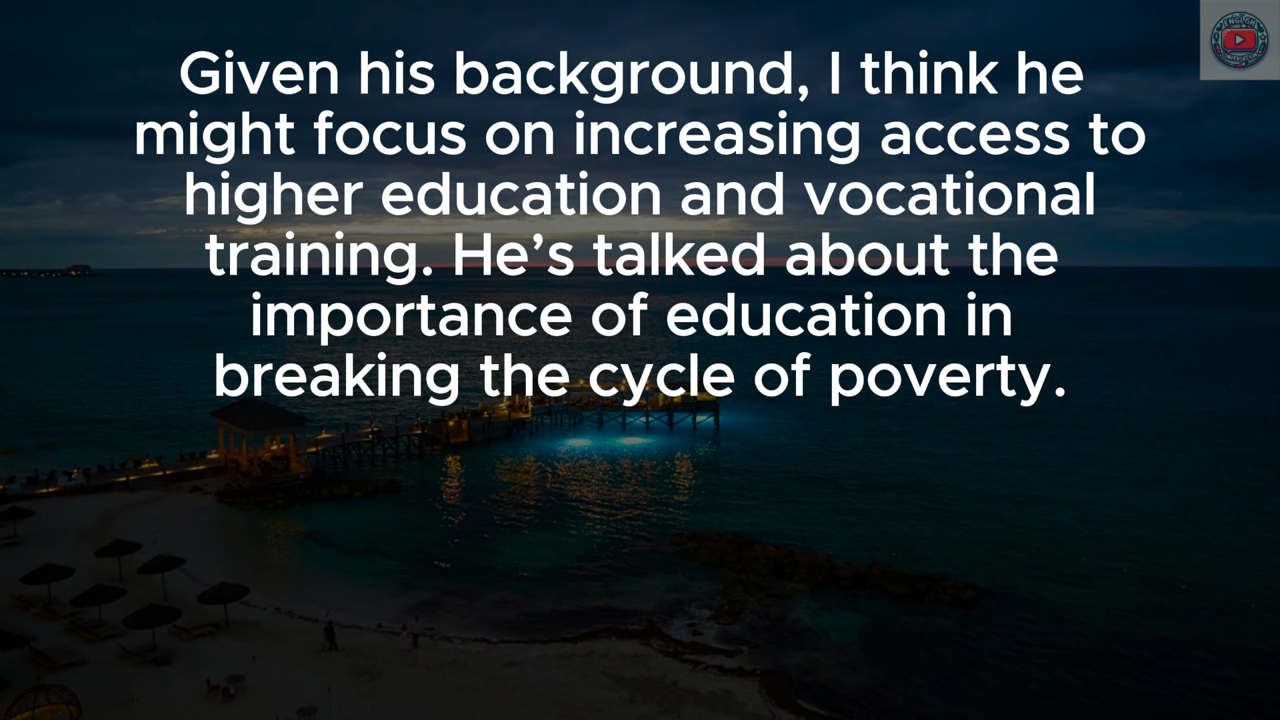 Given his background, I think he
might focus on increasing access to
higher education and vocational
training. He’s talked about the
importance of education in
breaking the cycle of poverty.
ENGLISH